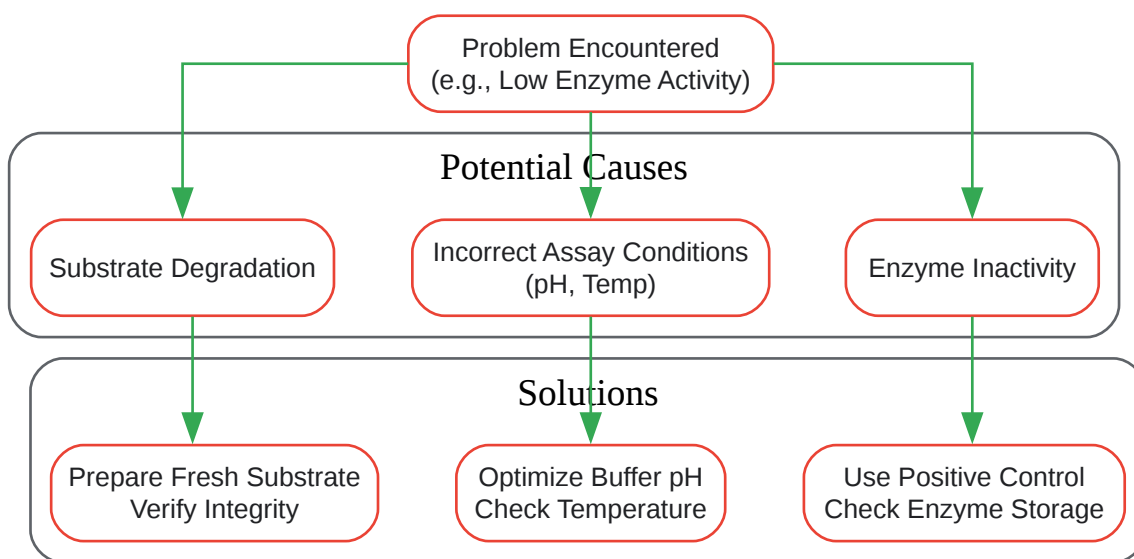 Problem Encountered
(e.g., Low Enzyme Activity)
Potential Causes
Substrate Degradation
Incorrect Assay Conditions
(pH, Temp)
Enzyme Inactivity
Solutions
Prepare Fresh Substrate
Verify Integrity
Optimize Buffer pH
Check Temperature
Use Positive Control
Check Enzyme Storage